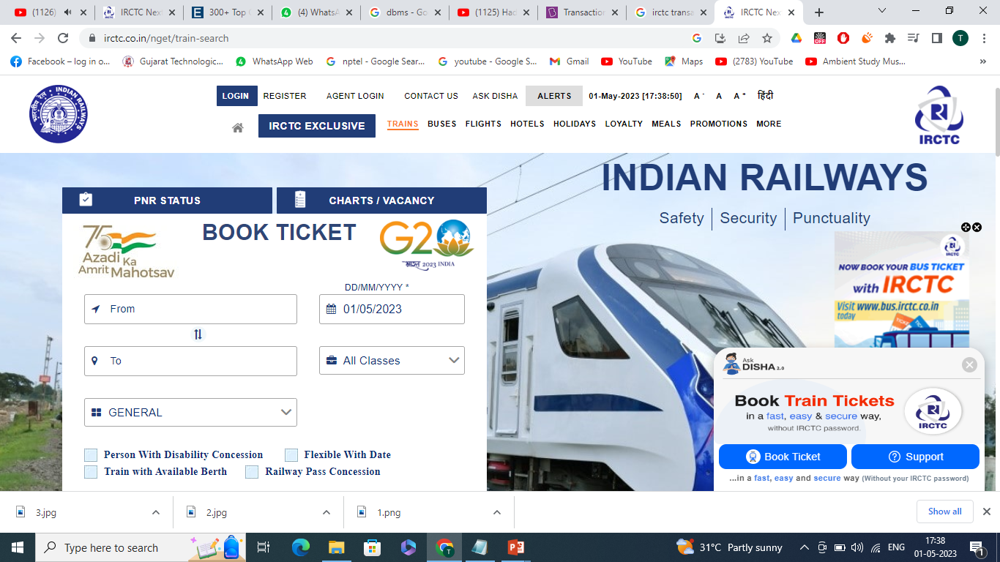 (1126)
IRCTC Nex
300+ Top
(4) WhatsA
dbms - Go
(1125) Had
Transaction
irctc transa
IRCTC Nex
irctc.co.in/nget/train-search
OFF
T
Facebook – log in o...
Gujarat Technologic...
WhatsApp Web
nptel - Google Sear...
youtube - Google S...
Gmail
YouTube
Maps
(2783) YouTube
Ambient Study Mus...
»
LOGIN
REGISTER
AGENT LOGIN
CONTACT US
ASK DISHA
ALERTS
01-May-2023 [17:38:50]
A -
A
A +
हिंदी
भारतीय रेल INDIAN RAILWAYS
IRCTC EXCLUSIVE
TRAINS
BUSES
FLIGHTS
HOTELS
HOLIDAYS
LOYALTY
MEALS
PROMOTIONS
MORE
IRCTC
INDIAN RAILWAYS
Safety | Security | Punctuality
PNR STATUS
CHARTS / VACANCY
75
Azadi Ka
Amrit Mahotsav
BOOK TICKET
G20
भारत 2023 INDIA
DD/MM/YYYY *
From
01/05/2023
To
All Classes
GENERAL
Person With Disability Concession
Flexible With Date
Train with Available Berth
Railway Pass Concession
IRCTC
NOW BOOK YOUR BUS TICKET
with IRCTC
Visit www.bus.irctc.co.in
today
TICKET
Ask
DISHA 2.0
Book Train Tickets
in a fast, easy & secure way,
without IRCTC password.
IRCTC
Book Ticket
Support
...in a fast, easy and secure way (Without your IRCTC password)
3.jpg
2.jpg
1.png
Show all
Type here to search
T
31°C Partly sunny
ENG
17:38
01-05-2023
1